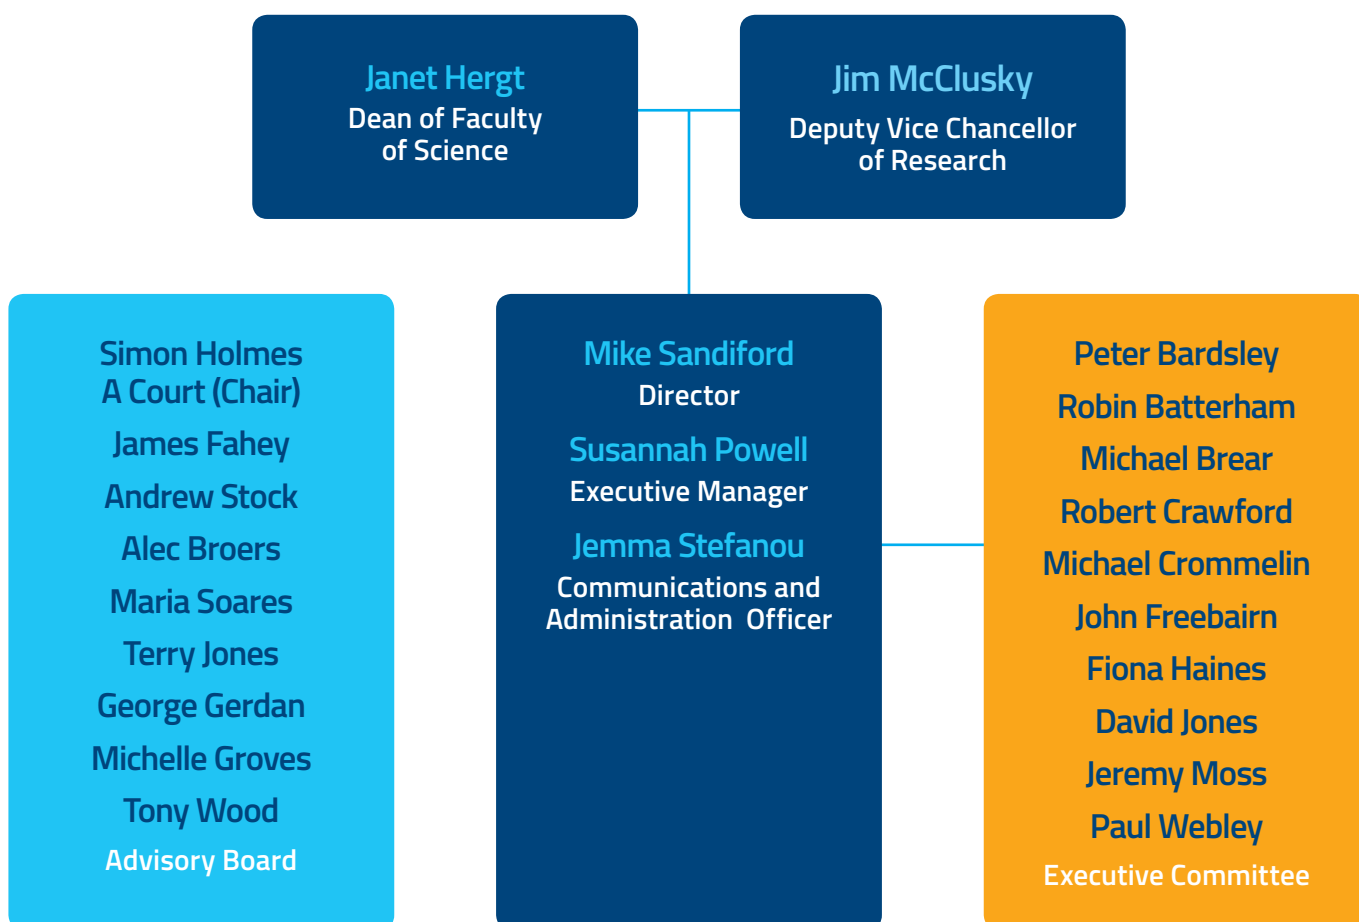 Janet Hergt
Dean of Faculty
of Science
Jim McClusky
Deputy Vice Chancellor
of Research
Simon Holmes
A Court (Chair)
James Fahey
Andrew Stock
Alec Broers
Maria Soares
Terry Jones
George Gerdan
Michelle Groves
Tony Wood
Advisory Board
Mike Sandiford
Director
Susannah Powell
Executive Manager
Jemma Stefanou
Communications and
Administration Officer
Peter Bardsley
Robin Batterham
Michael Brear
Robert Crawford
Michael Crommelin
John Freebairn
Fiona Haines
David Jones
Jeremy Moss
Paul Webley
Executive Committee